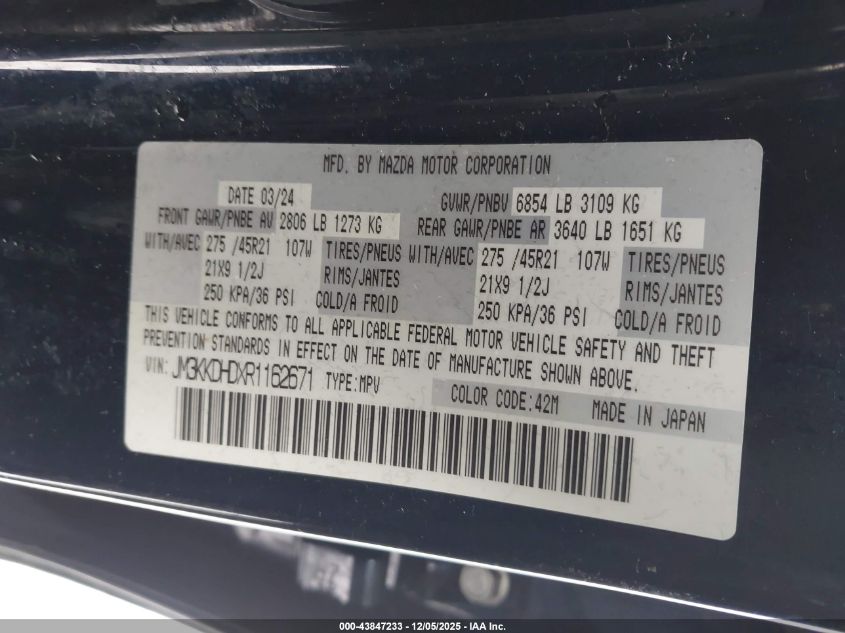 MFD. BY MAZDA MOTOR CORPORATION
DATE 03/24 GVWR/PNBV 6854 LB 3109 KG
FRONT GAWR/PNBE AV 2806 LB 1273 KG REAR GAWR/PNBE AR 3640 LB 1651 KG
WITH/AVEC 275 /45R21 107W TIRES/PNEUS WITH/AVEC 275 /45R21 107W TIRES/PNEUS
21X9 1/2J RIMS/JANTES 21X9 1/2J RIMS/JANTES
250 KPA/36 PSI COLD/A FROID 250 KPA/36 PSI COLD/A FROID
THIS VEHICLE CONFORMS TO ALL APPLICABLE FEDERAL MOTOR VEHICLE SAFETY AND THEFT
PREVENTION STANDARDS IN EFFECT ON THE DATE OF MANUFACTURE SHOWN ABOVE.
VIN: JM3KKDHDXR1162671 TYPE:MPV COLOR CODE:42M MADE IN JAPAN
000-43847233 - 12/05/2025 - IAA Inc.